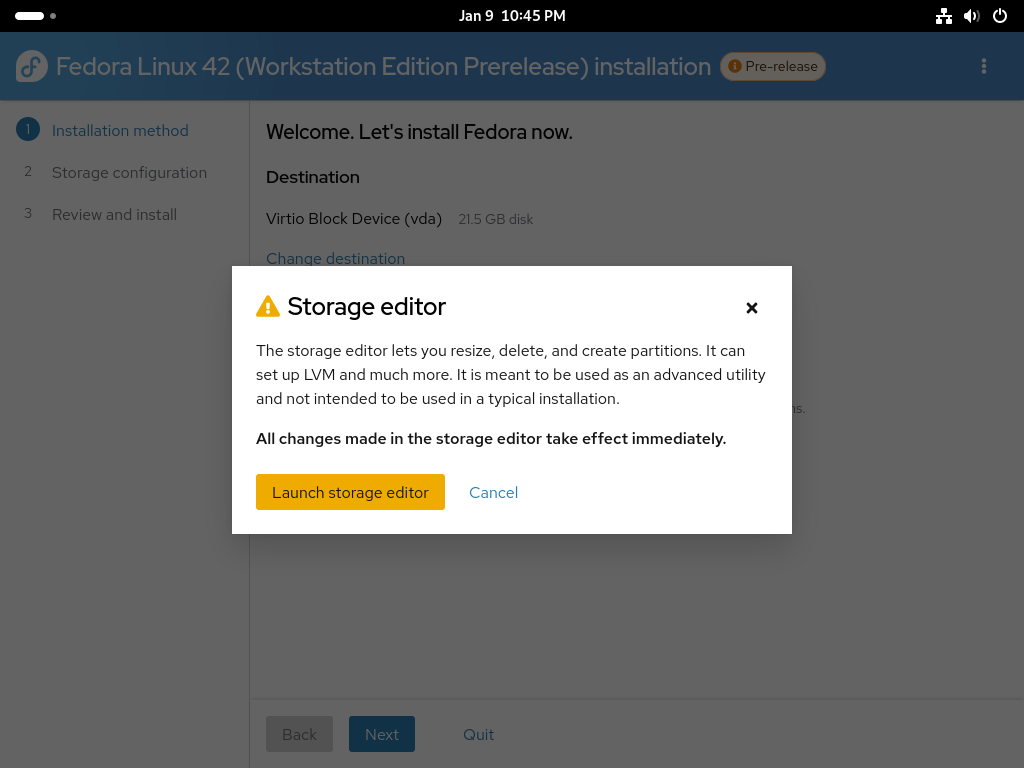 Jan 9 10:45 PM
Fedora Linux 42 (Workstation Edition Prerelease) installation
Pre-release
1 Installation method
2 Storage configuration
3 Review and install
Welcome. Let's install Fedora now.
Destination
Virtio Block Device (vda) 21.5 GB disk
Change destination
Storage editor
The storage editor lets you resize, delete, and create partitions. It can
set up LVM and much more. It is meant to be used as an advanced utility
and not intended to be used in a typical installation.
All changes made in the storage editor take effect immediately.
Launch storage editor Cancel
Back Next Quit